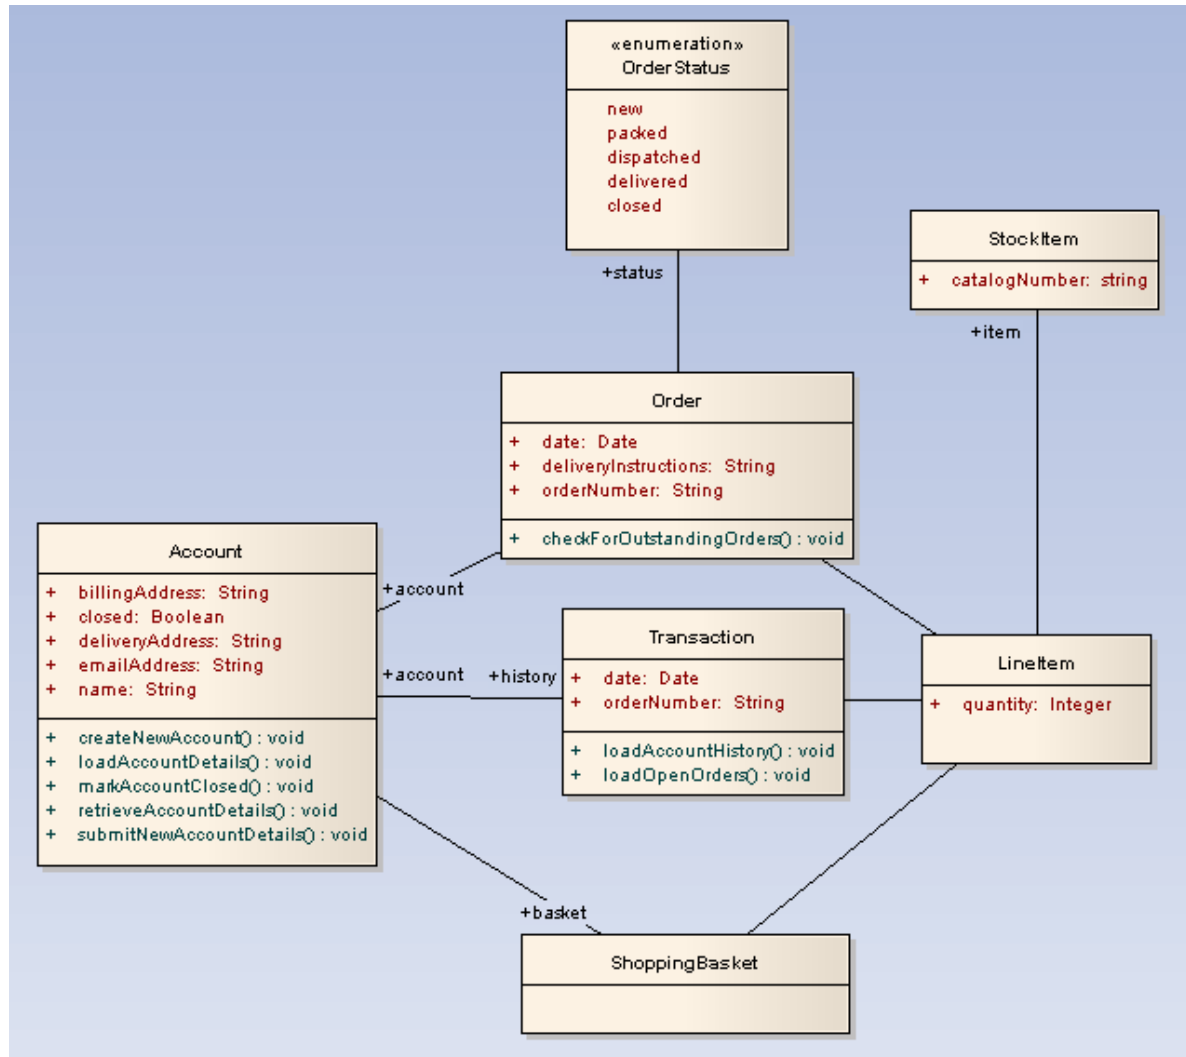 «enumeration»
OrderStatus
new
packed
dispatched
delivered
closed
+status
StockItem
+ catalogNumber: string
+item
Order
+ date: Date
+ deliveryInstructions: String
+ orderNumber: String
+ checkForOutstandingOrders() : void
Account
+ billingAddress: String
+ closed: Boolean
+ deliveryAddress: String
+ emailAddress: String
+ name: String
+ createNewAccount() : void
+ loadAccountDetails() : void
+ markAccountClosed() : void
+ retrieveAccountDetails() : void
+ submitNewAccountDetails() : void
+account
+account
+history
Transaction
+ date: Date
+ orderNumber: String
+ loadAccountHistory() : void
+ loadOpenOrders() : void
LineItem
+ quantity: Integer
+basket
ShoppingBasket